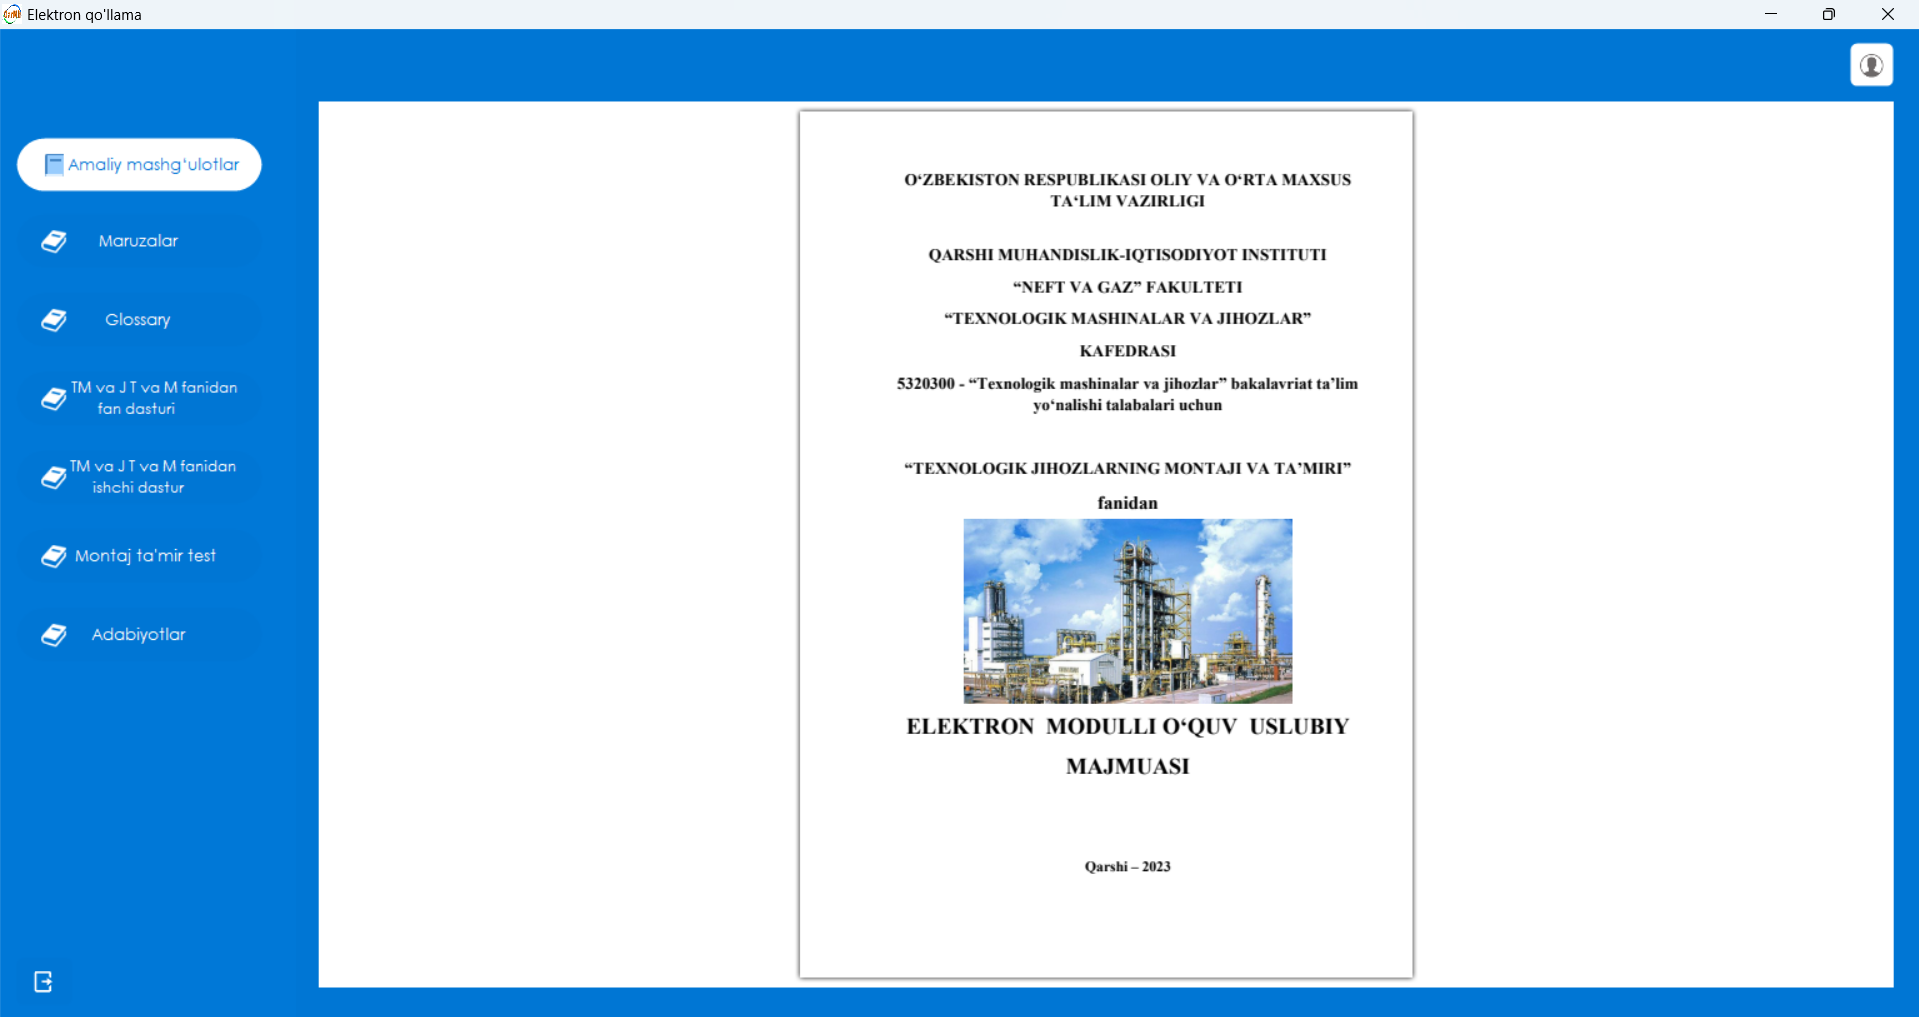 Elektron qo'llama
Amaliy mashg‘ulotlar
Maruzalar
Glossary
TM va J T va M fanidan
fan dasturi
TM va J T va M fanidan
ishchi dastur
Montaj ta'mir test
Adabiyotlar
O‘ZBEKISTON RESPUBLIKASI OLIY VA O‘RTA MAXSUS
TA‘LIM VAZIRLIGI
QARSHI MUHANDISLIK-IQTISODIYOT INSTITUTI
“NEFT VA GAZ” FAKULTETI
“TEXNOLOGIK MASHINALAR VA JIHOZLAR”
KAFEDRASI
5320300 - “Texnologik mashinalar va jihozlar” bakalavriat ta’lim
yo‘nalishi talabalari uchun
“TEXNOLOGIK JIHOZLARNING MONTAJI VA TA’MIRI”
fanidan
ELEKTRON MODULLI O‘QUV USLUBIY
MAJMUASI
Qarshi – 2023